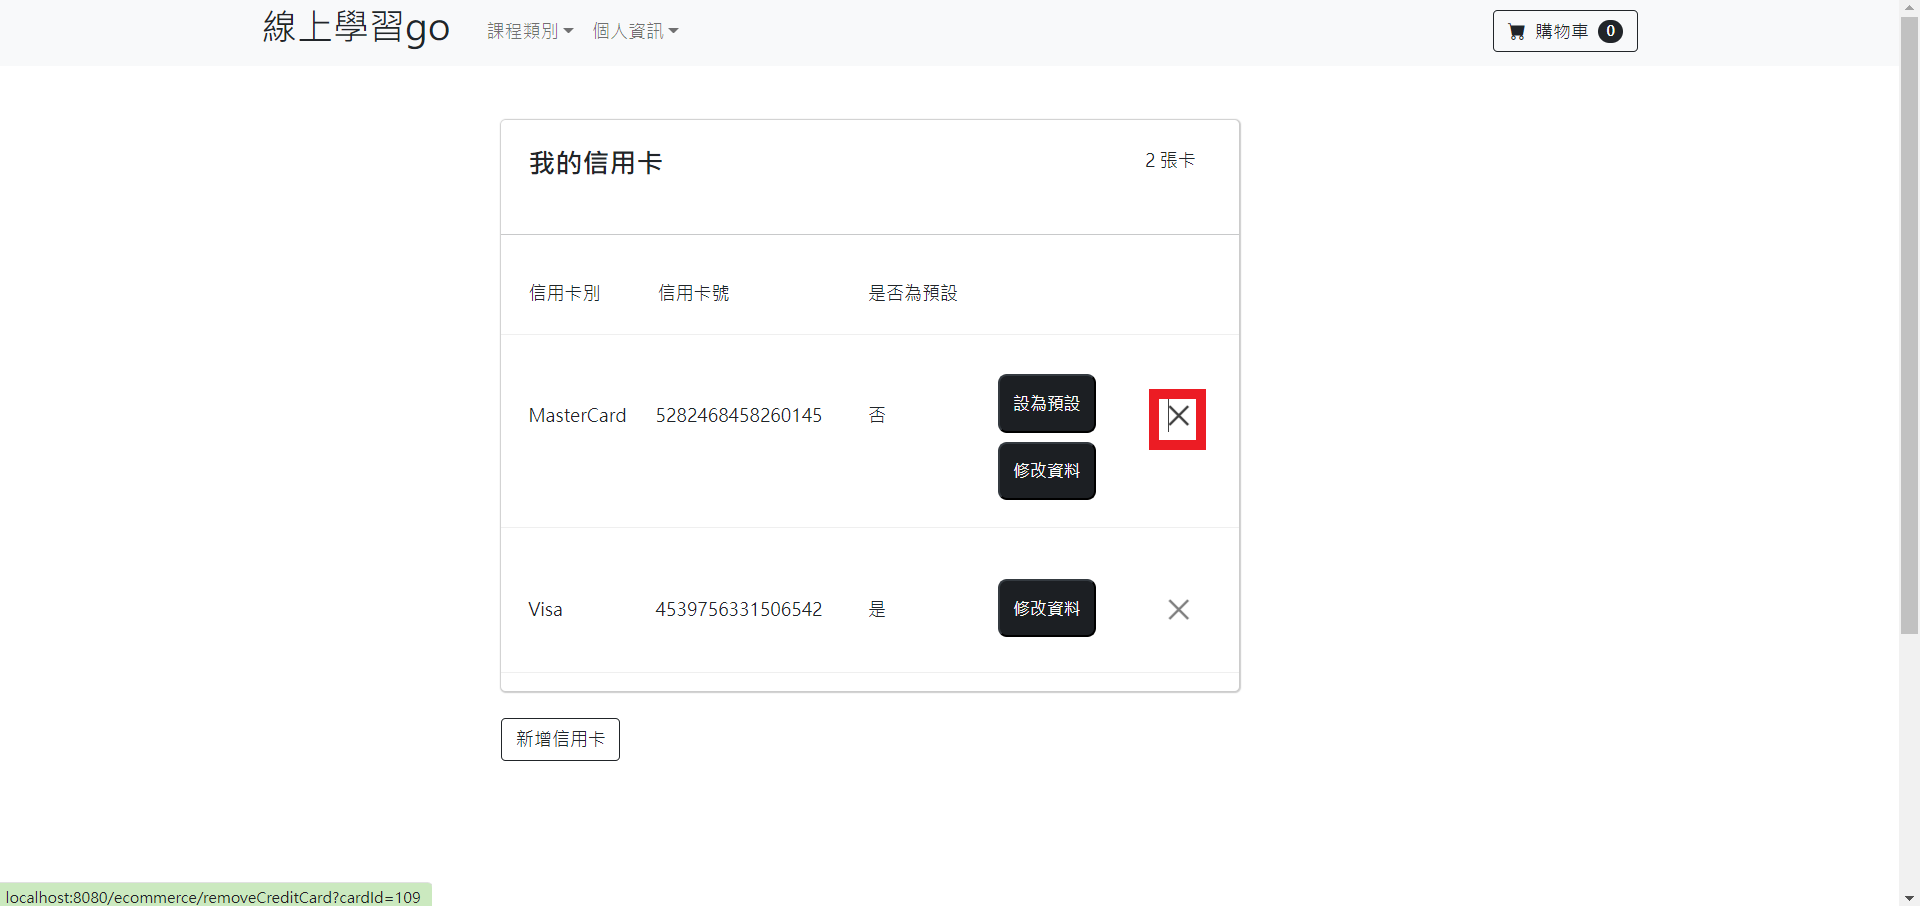 線上學習go 課程類別 個人資訊 購物車 0
我的信用卡 2 張卡
信用卡別 信用卡號 是否為預設
設為預設
MasterCard 5282468458260145 否
修改資料
Visa 4539756331506542 是 修改資料
新增信用卡
localhost:8080/ecommerce/removeCreditCard?cardId=109